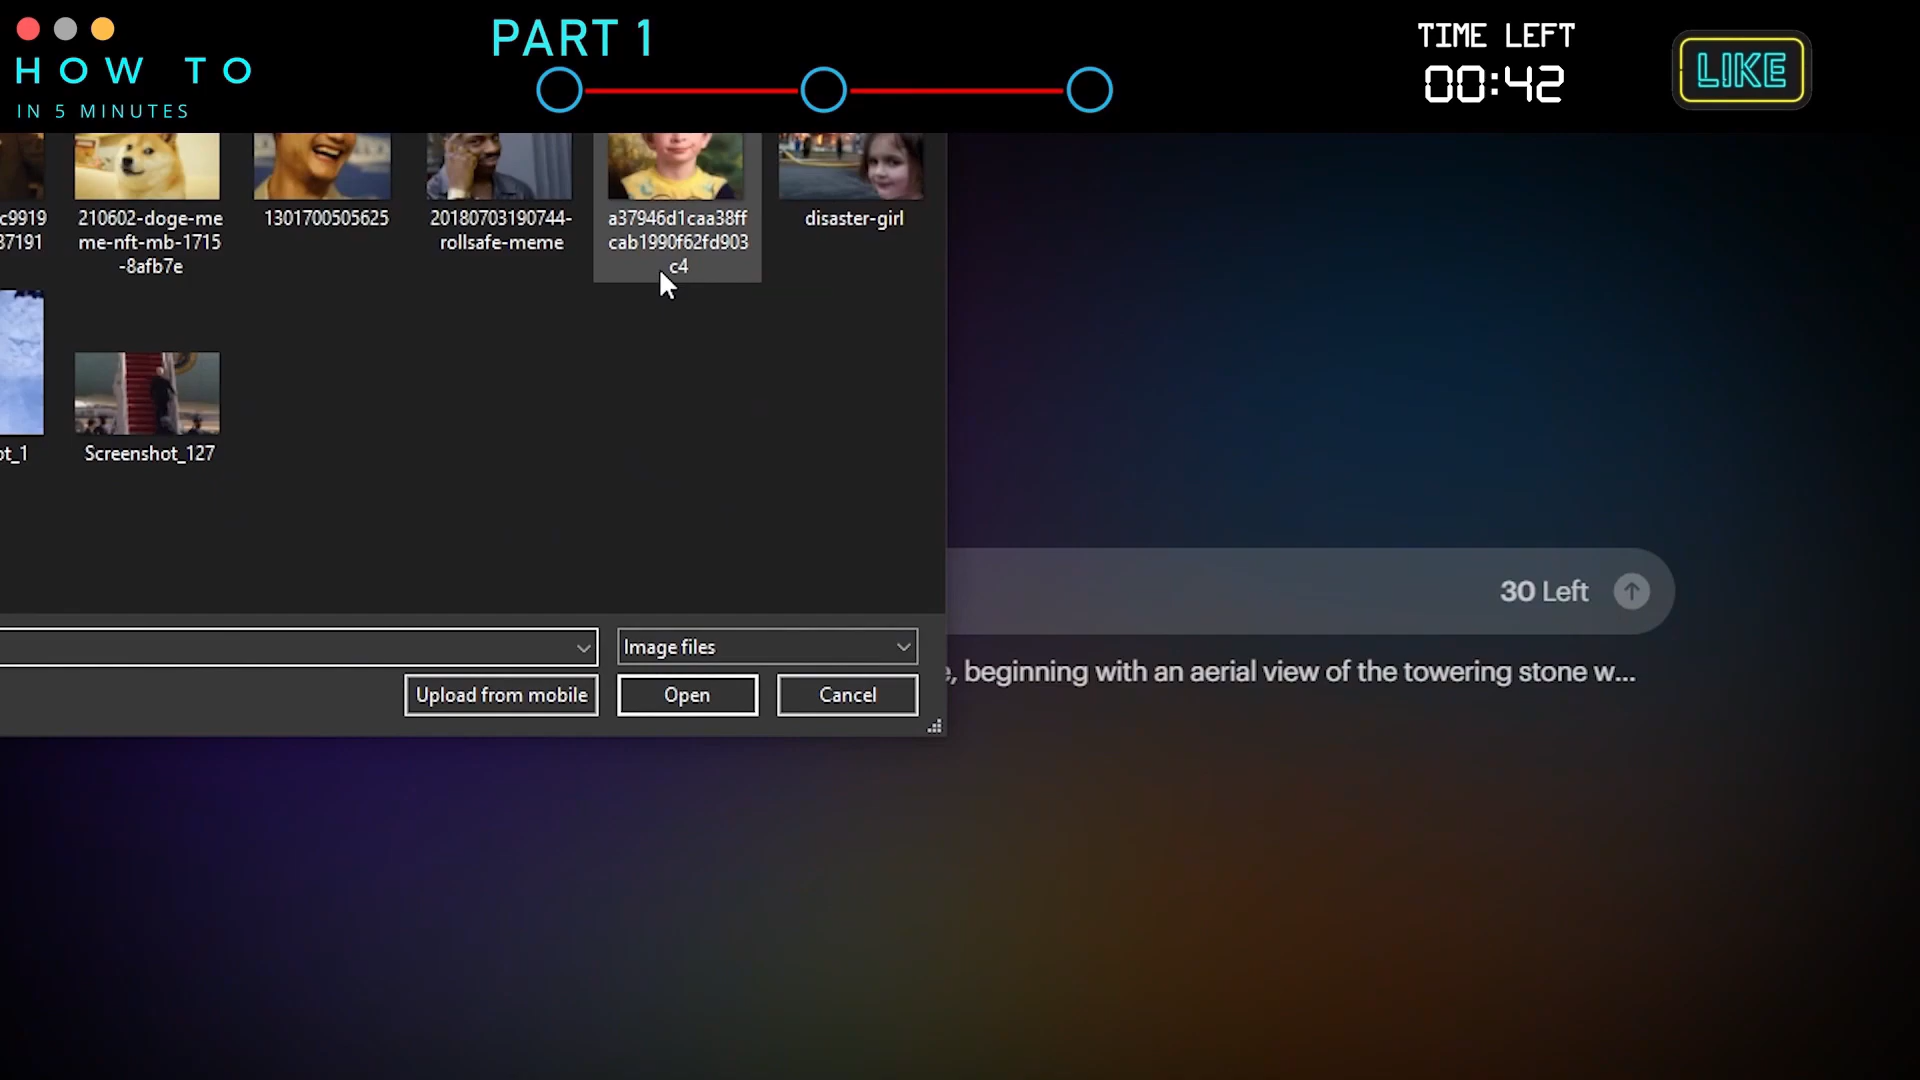 HOW TO
IN 5 MINUTES
PART 1
TIME LEFT
00:42
LIKE
c9919
37191
210602-doge-me
me-nft-mb-1715
-8afb7e
1301700505625
20180703190744-
rollsafe-meme
a37946d1caa38ff
cab1990f62fd903
c4
disaster-girl
ot_1
Screenshot_127
30 Left
Image files
, beginning with an aerial view of the towering stone w...
Upload from mobile
Open
Cancel